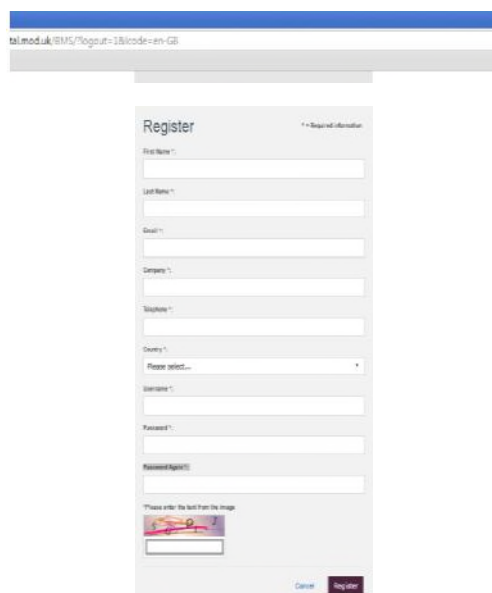 tal.mod.uk/BMS/?logout=1&lcode=en-GB
Register
* = Required information
First Name *:
Last Name *:
Email *:
Company *:
Telephone *:
Country *:
Please select...
Username *:
Password *:
Password Again *:
*Please enter the text from the image
Cancel
Register